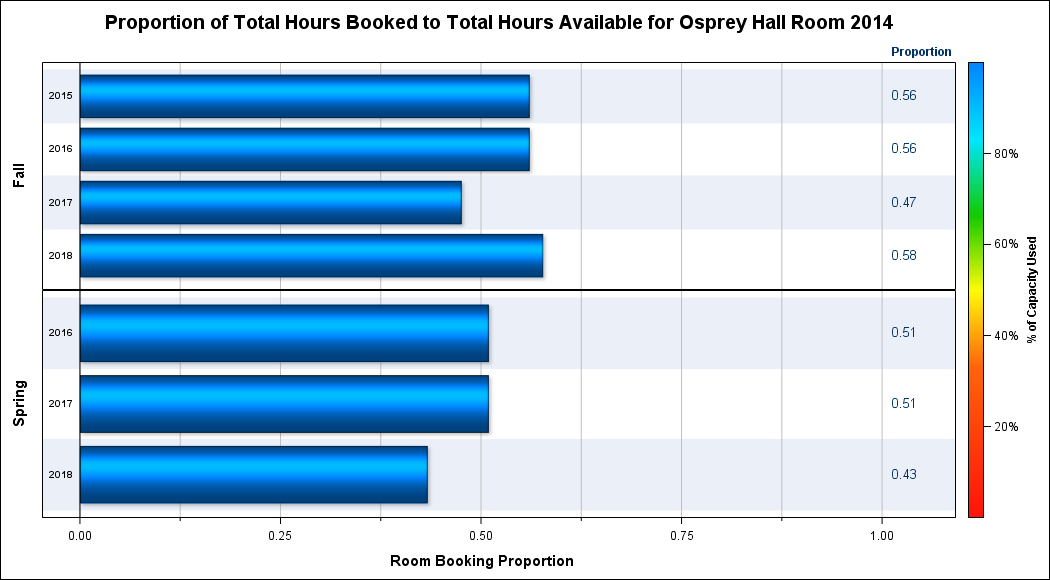 Proportion of Total Hours Booked to Total Hours Available for Osprey Hall Room 2014
Proportion
Fall
2015 0.56
2016 0.56
2017 0.47
2018 0.58
Spring
2016 0.51
2017 0.51
2018 0.43
0.00 0.25 0.50 0.75 1.00
Room Booking Proportion
80%
60%
40%
20%
% of Capacity Used